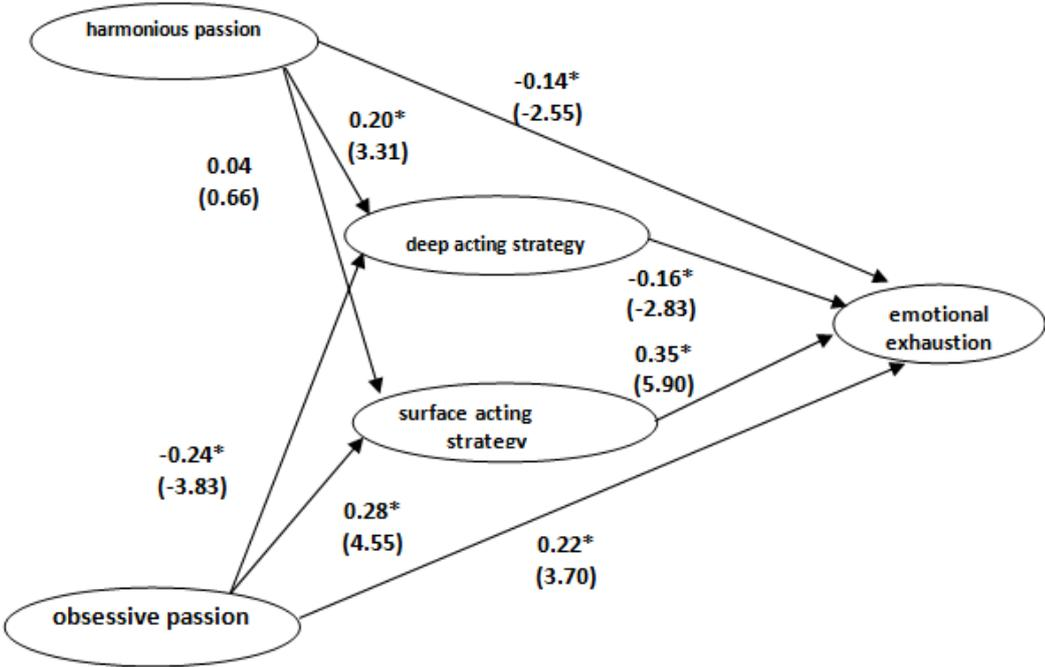 harmonious passion
-0.14*
(-2.55)
0.20*
(3.31)
0.04
(0.66)
deep acting strategy
-0.16*
(-2.83)
emotional
exhaustion
0.35*
(5.90)
surface acting
strategy
-0.24*
(-3.83)
0.28*
(4.55)
0.22*
(3.70)
obsessive passion